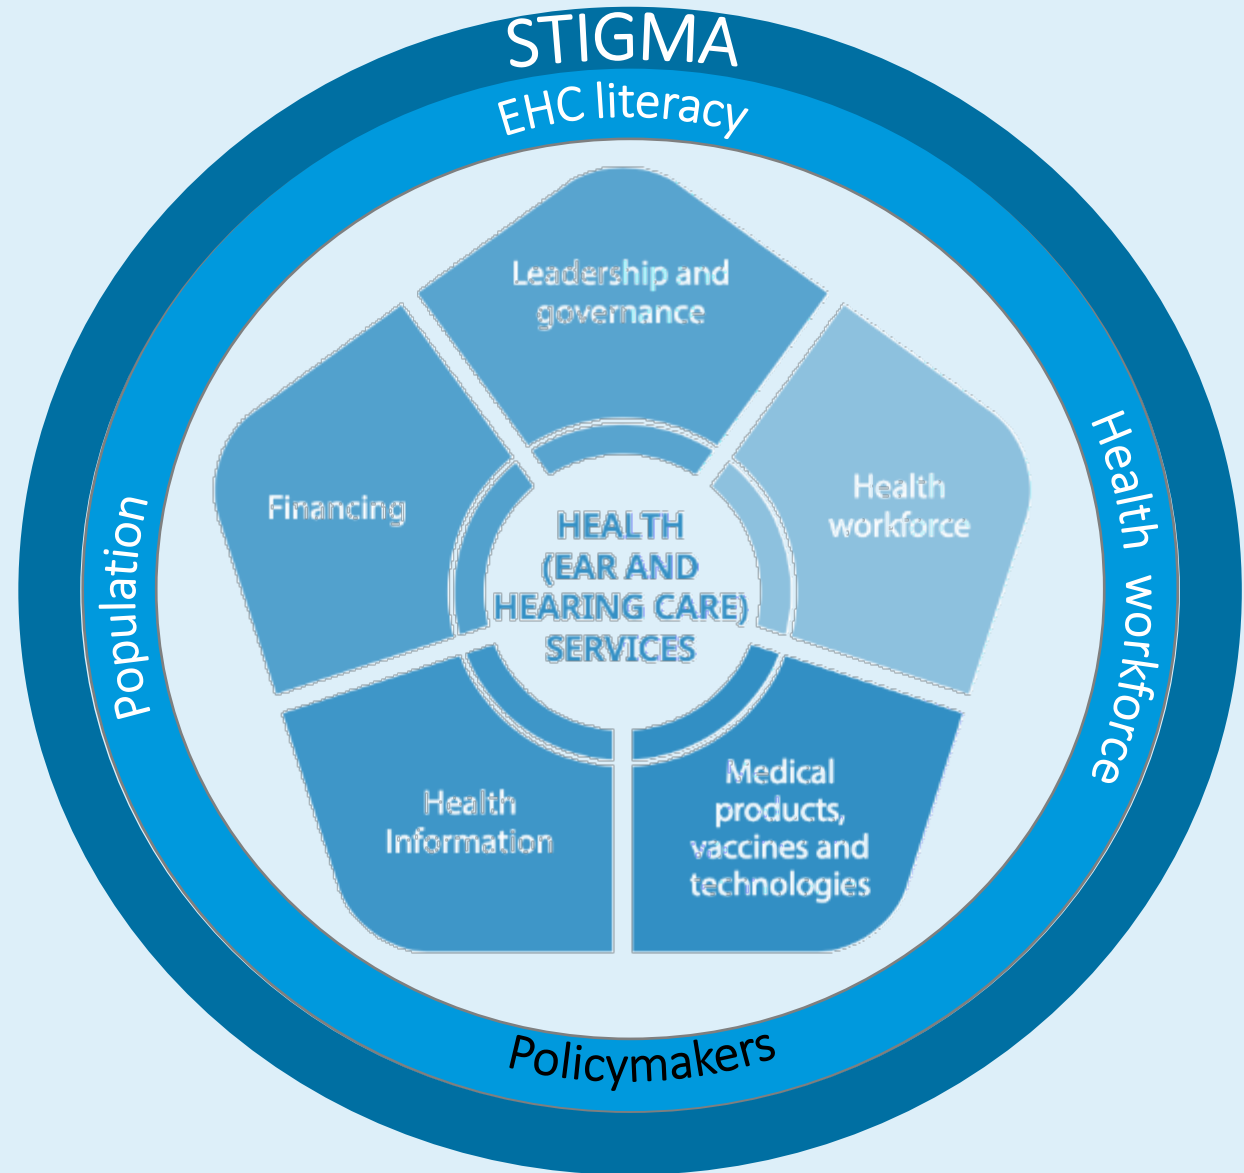 STIGMA
EHC literacy
Leadership and
governance
Financing
Health
workforce
HEALTH
(EAR AND
HEARING CARE)
SERVICES
Population
Health workforce
Health
Information
Medical
products,
vaccines and
technologies
Policymakers